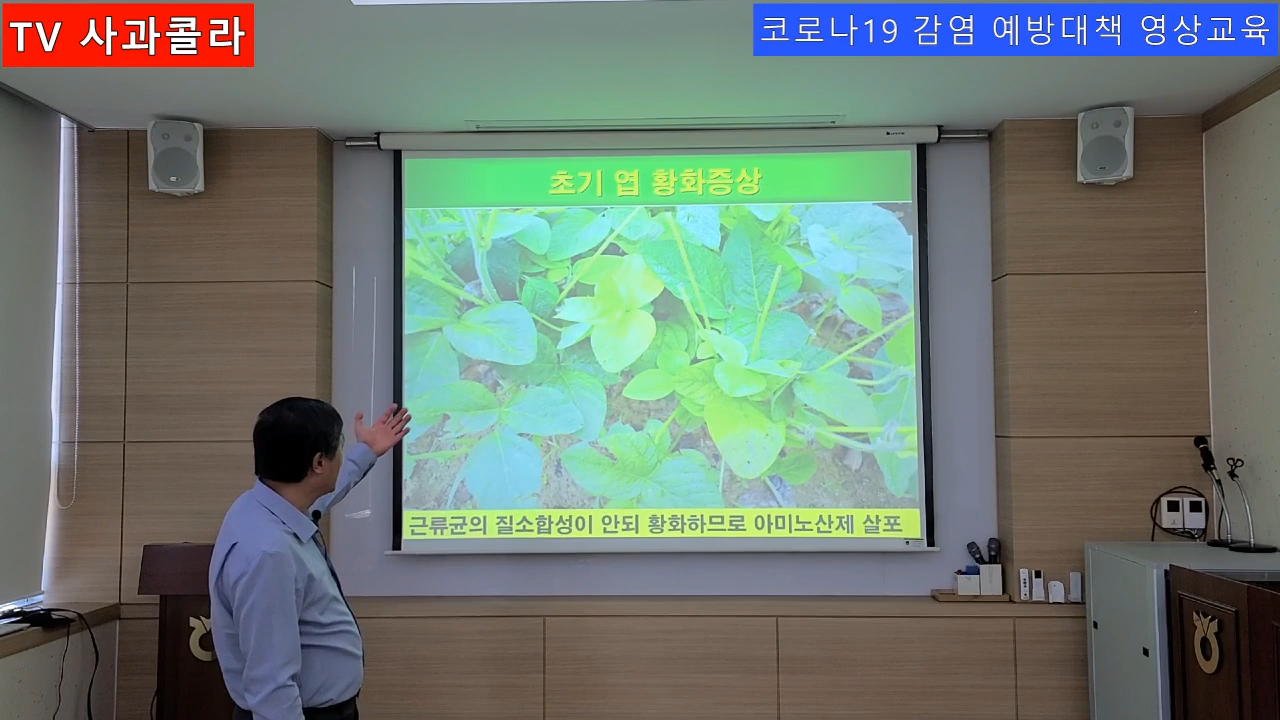 TV 사과콜라
코로나19 감염 예방대책 영상교육
초기 엽 황화증상
근류균의 질소합성이 안되 황화하므로 아미노산제 살포